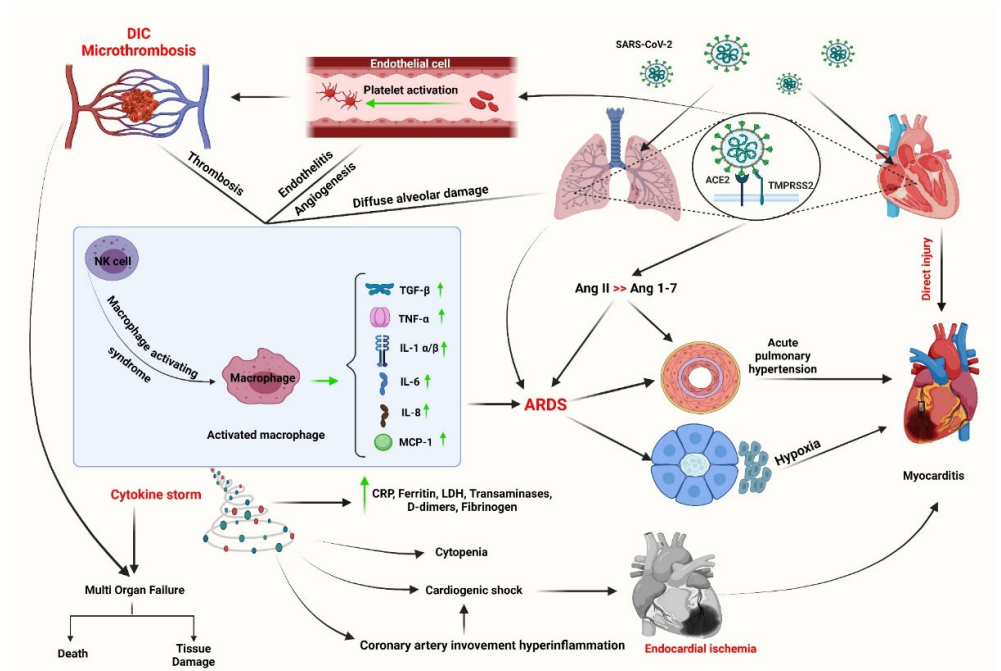 DIC
Microthrombosis
Endothelial cell
Platelet activation
SARS-CoV-2
ACE2
TMPRSS2
Thrombosis
Endothelitis
Angiogenesis
Diffuse alveolar damage
NK cell
Macrophage activating
syndrome
Macrophage
Activated macrophage
TGF-β
TNF-α
IL-1 α/β
IL-6
IL-8
MCP-1
Ang II >> Ang 1-7
Direct injury
ARDS
Acute
pulmonary
hypertension
Hypoxia
Myocarditis
Cytokine storm
CRP, Ferritin, LDH, Transaminases,
D-dimers, Fibrinogen
Cytopenia
Cardiogenic shock
Coronary artery invovement hyperinflammation
Endocardial ischemia
Multi Organ Failure
Death
Tissue
Damage